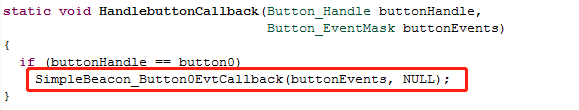 static void HandlebuttonCallback(Button_Handle buttonHandle,
Button_EventMask buttonEvents)
{
if (buttonHandle == button0)
SimpleBeacon_Button0EvtCallback(buttonEvents, NULL);
}